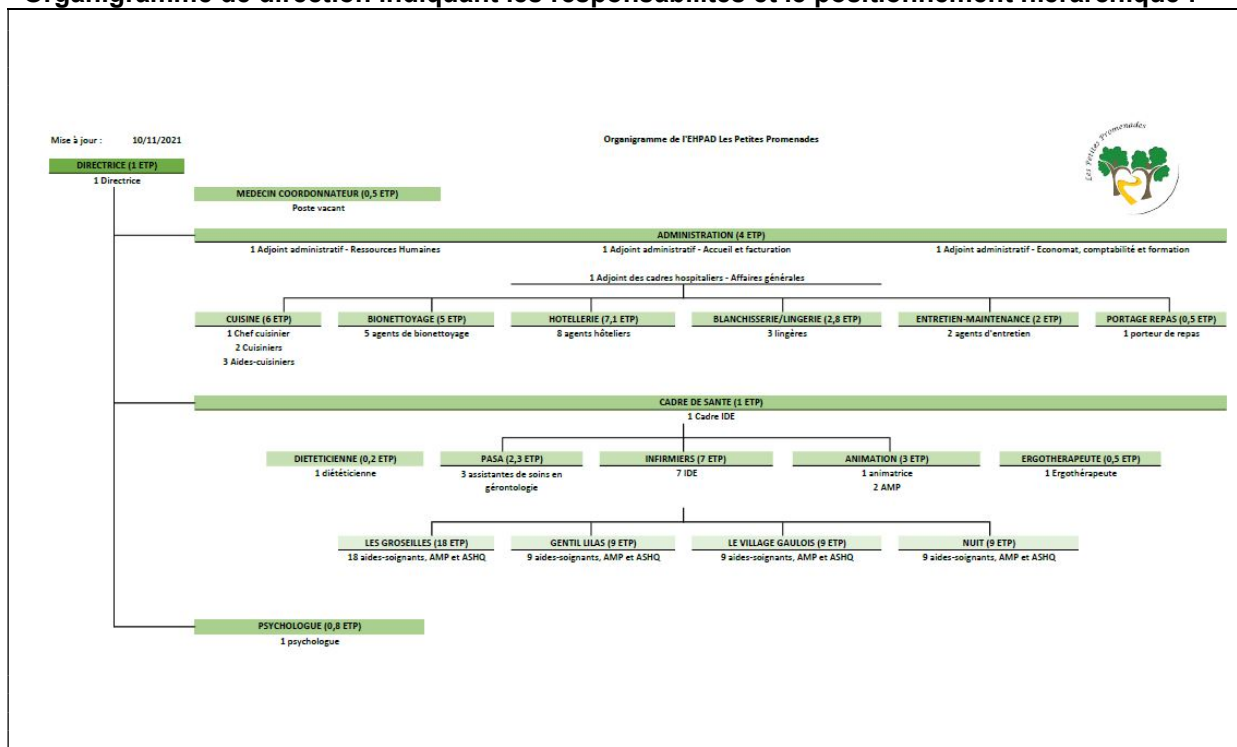 Organigramme de direction indiquant les responsabilités et le positionnement hiérarchique :
Mise à jour : 10/11/2021
Organigramme de l'EHPAD Les Petites Promenades
Les Petites Promenades
DIRECTRICE (1 ETP)
1 Directrice
MEDECIN COORDONNATEUR (0,5 ETP)
Poste vacant
ADMINISTRATION (4 ETP)
1 Adjoint administratif - Ressources Humaines
1 Adjoint administratif - Accueil et facturation
1 Adjoint administratif - Economat, comptabilité et formation
1 Adjoint des cadres hospitaliers - Affaires générales
CUISINE (6 ETP)
1 Chef cuisinier
2 Cuisiniers
3 Aides-cuisiniers
BIONETTOYAGE (5 ETP)
5 agents de bionettoyage
HOTELLERIE (7,1 ETP)
8 agents hôteliers
BLANCHISSERIE/LINGERIE (2,8 ETP)
3 lingères
ENTRETIEN-MAINTENANCE (2 ETP)
2 agents d'entretien
PORTAGE REPAS (0,5 ETP)
1 porteur de repas
CADRE DE SANTE (1 ETP)
1 Cadre IDE
DIETETICIENNE (0,2 ETP)
1 diététicienne
PASA (2,3 ETP)
3 assistantes de soins en
gérontologie
INFIRMIERS (7 ETP)
7 IDE
ANIMATION (3 ETP)
1 animatrice
2 AMP
ERGOTHERAPEUTE (0,5 ETP)
1 Ergothérapeute
LES GROSEILLES (18 ETP)
18 aides-soignants, AMP et ASHQ
GENTIL LILAS (9 ETP)
9 aides-soignants, AMP et ASHQ
LE VILLAGE GAULOIS (9 ETP)
9 aides-soignants, AMP et ASHQ
NUIT (9 ETP)
9 aides-soignants, AMP et ASHQ
PSYCHOLOGUE (0,8 ETP)
1 psychologue